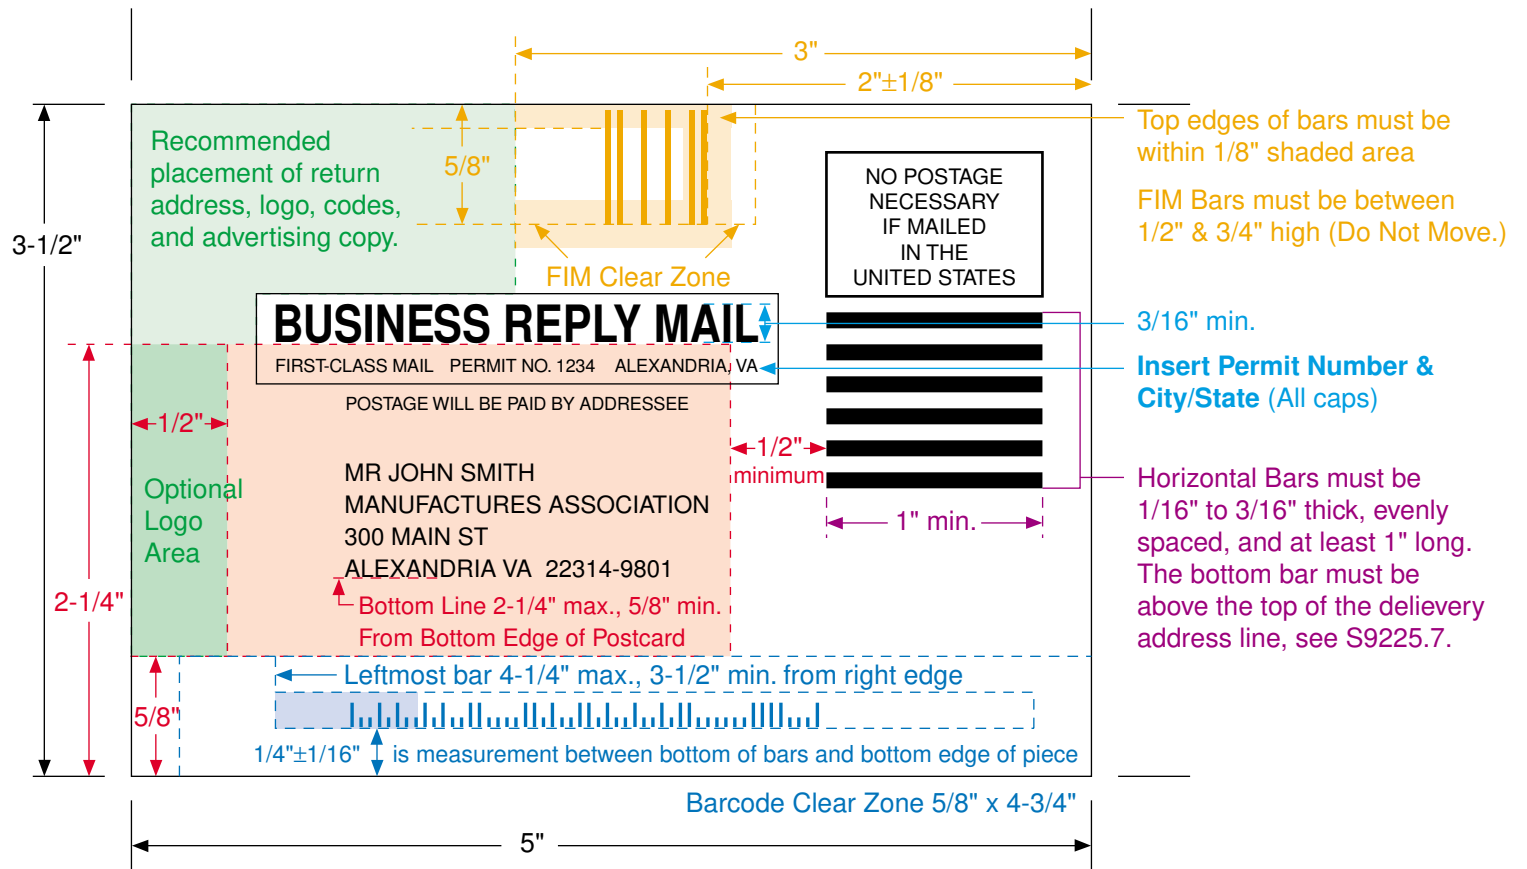 3"
2"±1/8"
Recommended
placement of return
address, logo, codes,
and advertising copy.
5/8"
Top edges of bars must be
within 1/8" shaded area
FIM Bars must be between
1/2" & 3/4" high (Do Not Move.)
NO POSTAGE
NECESSARY
IF MAILED
IN THE
UNITED STATES
3-1/2"
FIM Clear Zone
BUSINESS REPLY MAIL
FIRST-CLASS MAIL PERMIT NO. 1234 ALEXANDRIA, VA
3/16" min.
Insert Permit Number &
City/State (All caps)
POSTAGE WILL BE PAID BY ADDRESSEE
1/2"
1/2"
minimum
MR JOHN SMITH
MANUFACTURES ASSOCIATION
300 MAIN ST
ALEXANDRIA VA 22314-9801
Optional
Logo
Area
1" min.
Horizontal Bars must be
1/16" to 3/16" thick, evenly
spaced, and at least 1" long.
The bottom bar must be
above the top of the delievery
address line, see S9225.7.
2-1/4"
Bottom Line 2-1/4" max., 5/8" min.
From Bottom Edge of Postcard
Leftmost bar 4-1/4" max., 3-1/2" min. from right edge
5/8"
1/4"±1/16" is measurement between bottom of bars and bottom edge of piece
Barcode Clear Zone 5/8" x 4-3/4"
5"